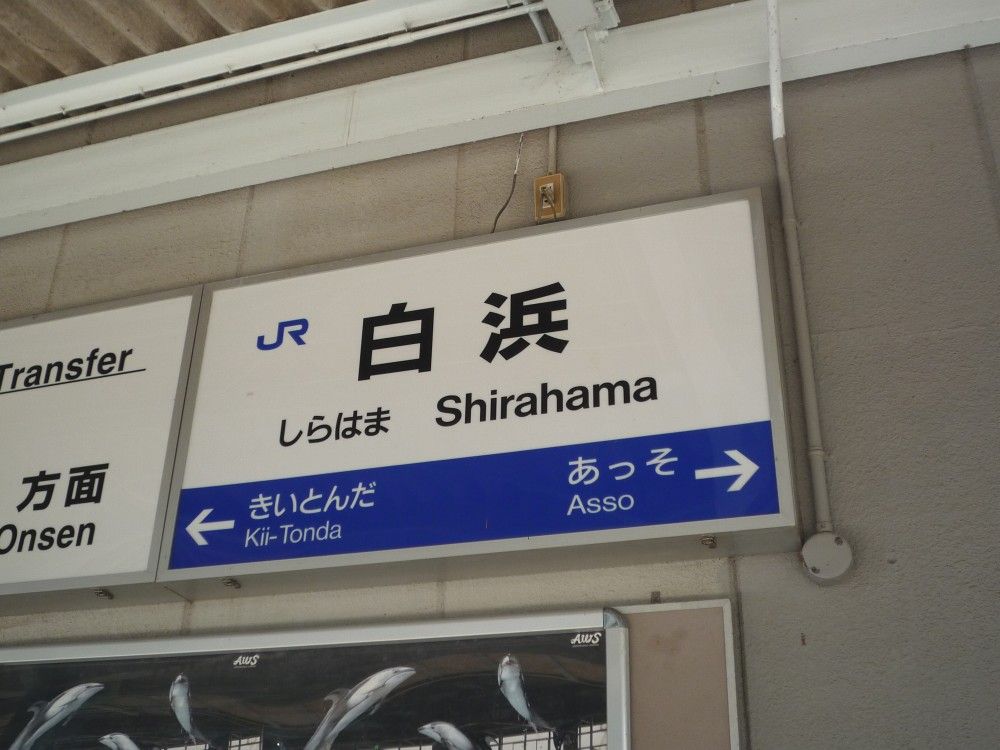 Transfer
方面
Onsen
JR 白浜
しらはま Shirahama
きいとんだ
Kii-Tonda
あっそ
Asso
AWS
AWS